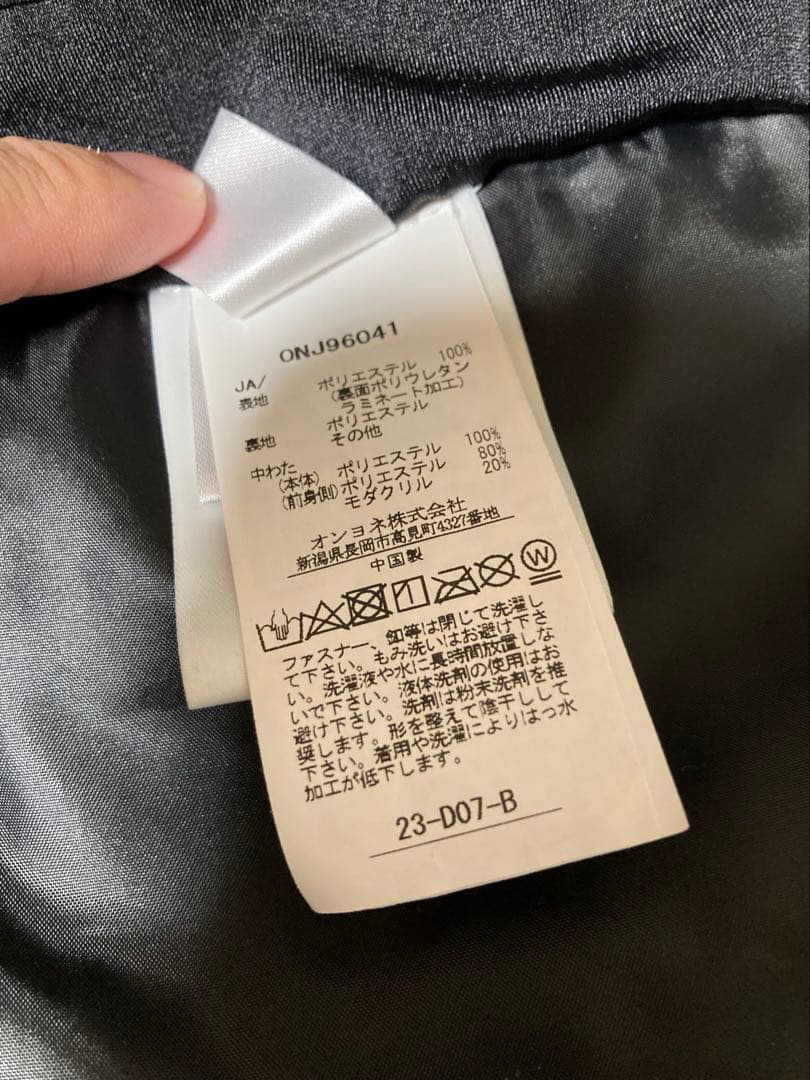 ONJ96041
JA/
表地 ポリエステル 100%
(裏面ポリウレタン
ラミネート加工)
裏地 ポリエステル
その他
中わた
(本体) ポリエステル 100%
(前身側) ポリエステル 80%
モダクリル 20%
オンヨネ株式会社
新潟県長岡市高見町4327番地
中国製
W
ファスナー、釦等は閉じて洗濯し
て下さい。もみ洗いはお避け下さ
い。洗濯液や水に長時間放置しな
いで下さい。液体洗剤の使用はお
避け下さい。洗剤は粉末洗剤を推
奨します。形を整えて陰干しして
下さい。着用や洗濯によりはっ水
加工が低下します。
23-D07-B